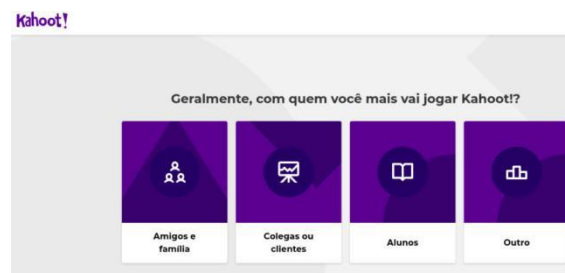 Kahoot!
Geralmente, com quem você mais vai jogar Kahoot!?
Amigos e
família
Colegas ou
clientes
Alunos
Outro